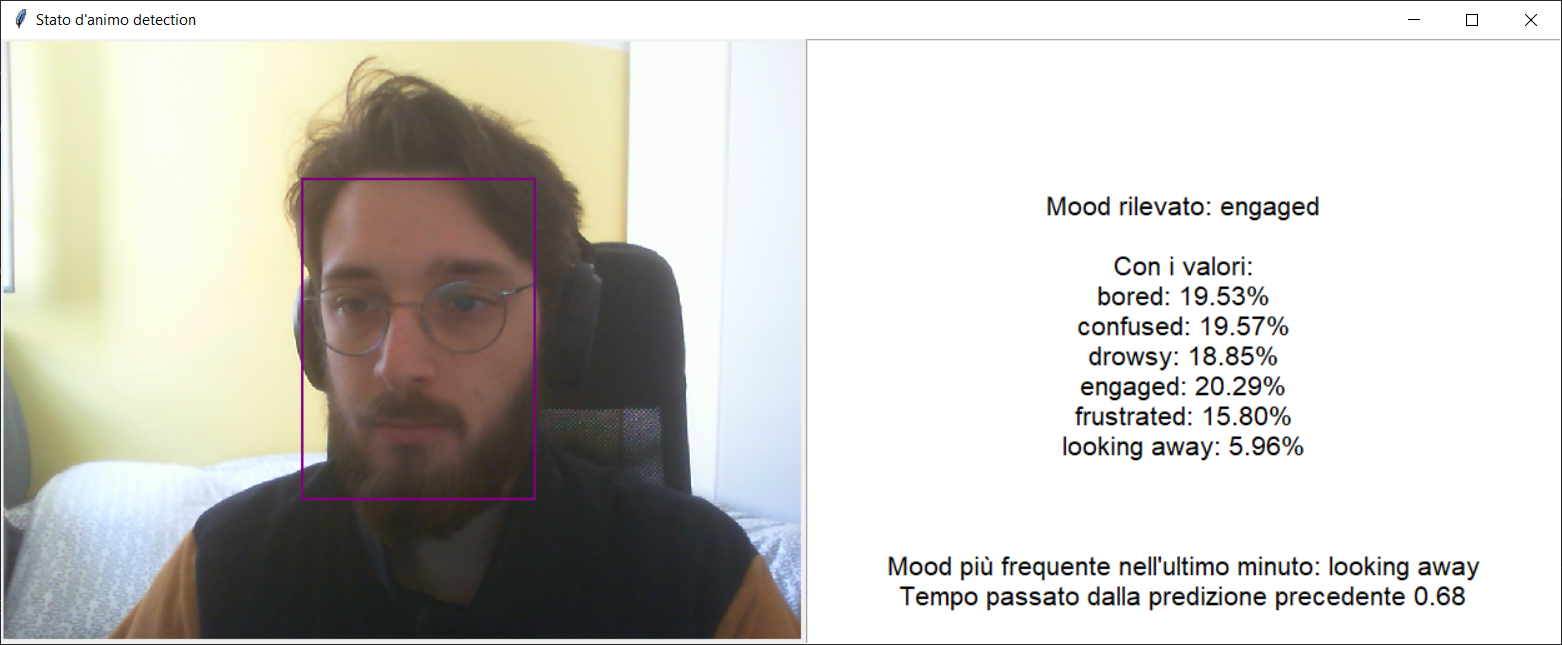 Stato d'animo detection
Mood rilevato: engaged
Con i valori:
bored: 19.53%
confused: 19.57%
drowsy: 18.85%
engaged: 20.29%
frustrated: 15.80%
looking away: 5.96%
Mood più frequente nell'ultimo minuto: looking away
Tempo passato dalla predizione precedente 0.68